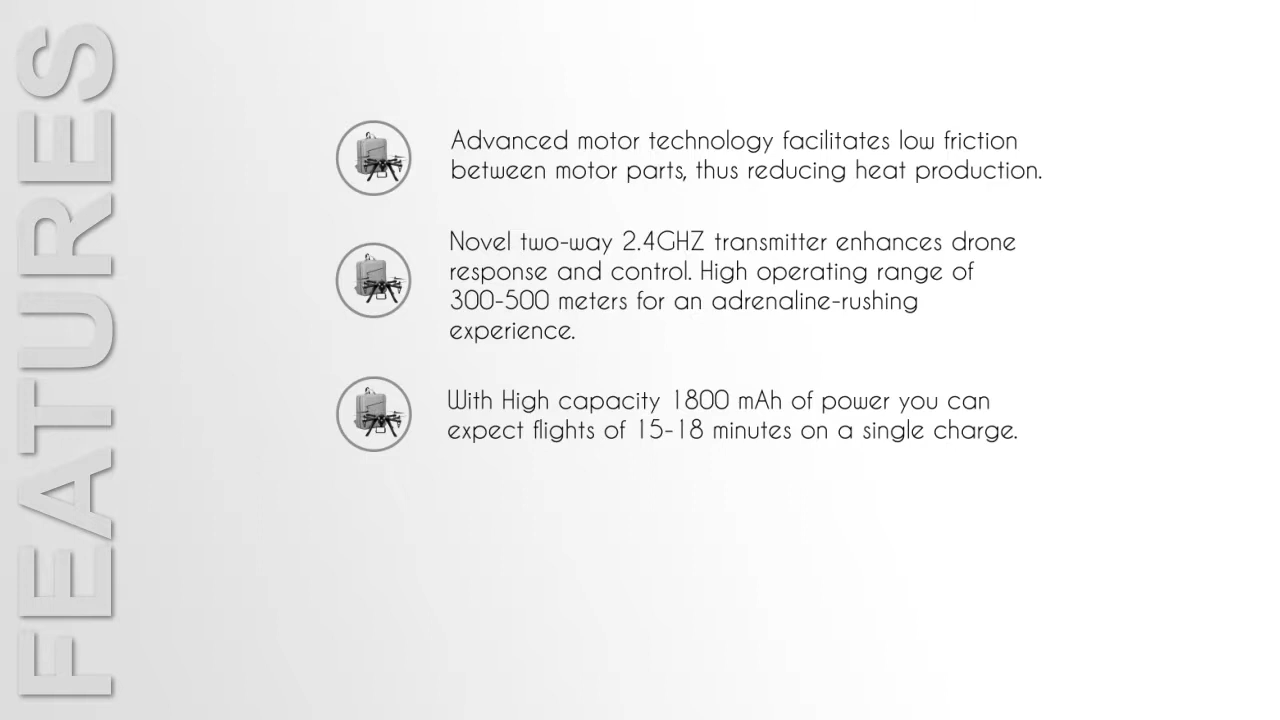 FEATURES
Advanced motor technology facilitates low friction
between motor parts, thus reducing heat production.
Novel two-way 2.4GHZ transmitter enhances drone
response and control. High operating range of
300-500 meters for an adrenaline-rushing
experience.
With High capacity 1800 mAh of power you can
expect flights of 15-18 minutes on a single charge.